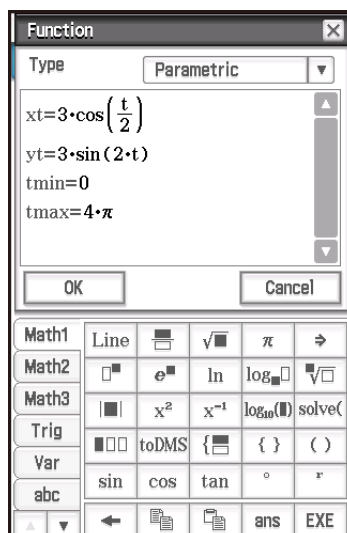 Function
Type Parametric
xt=3·cos(t/2)
yt=3·sin(2·t)
tmin=0
tmax=4·π
OK Cancel
Math1 Line √■ π ⇒
Math2 □■ e■ ln log■□ ■√□
Math3 |■| x² x⁻¹ log₁₀(■) solve(
Trig ■□□ toDMS { { } ( )
Var sin cos tan ° r
abc
▲ ▼ ← ans EXE